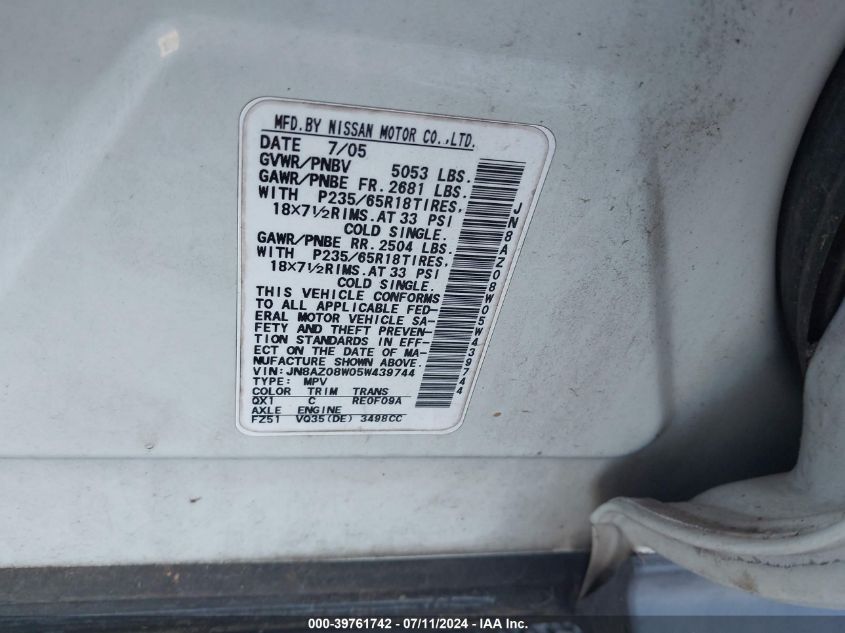 MFD.BY NISSAN MOTOR CO.,LTD.
DATE 7/05
GVWR/PNBV 5053 LBS.
GAWR/PNBE FR. 2681 LBS.
WITH P235/65R18TIRES,
18×7½RIMS.AT 33 PSI
COLD SINGLE.
GAWR/PNBE RR. 2504 LBS.
WITH P235/65R18TIRES,
18×7½RIMS.AT 33 PSI
COLD SINGLE.
THIS VEHICLE CONFORMS
TO ALL APPLICABLE FED-
ERAL MOTOR VEHICLE SA-
FETY AND THEFT PREVEN-
TION STANDARDS IN EFF-
ECT ON THE DATE OF MA-
NUFACTURE SHOWN ABOVE.
VIN: JN8AZ08W05W439744
TYPE: MPV
COLOR TRIM TRANS
QX1 C RE0F09A
AXLE ENGINE
FZ51 VQ35(DE) 3498CC
JN8AZ08W05W439744
000-39761742 - 07/11/2024 - IAA Inc.